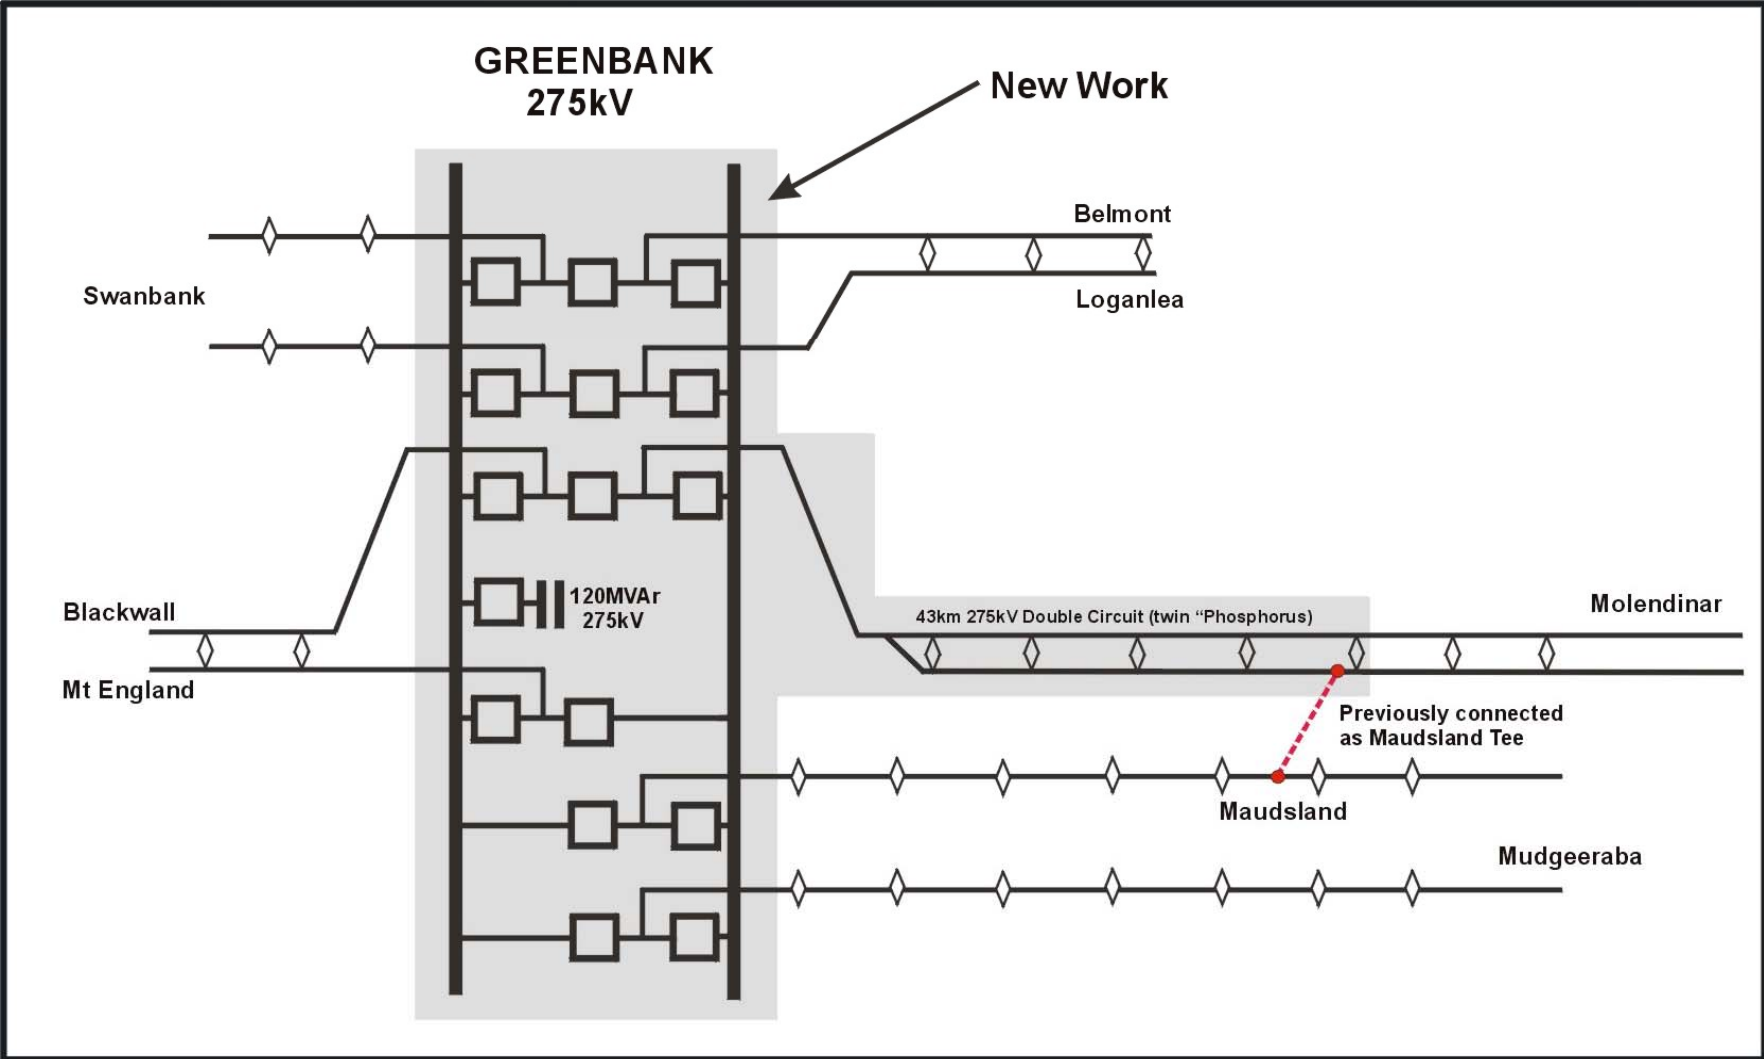 GREENBANK
275kV
New Work
Belmont
Swanbank
Loganlea
120MVAr
275kV
Blackwall
43km 275kV Double Circuit (twin “Phosphorus)
Molendinar
Mt England
Previously connected
as Maudsland Tee
Maudsland
Mudgeeraba